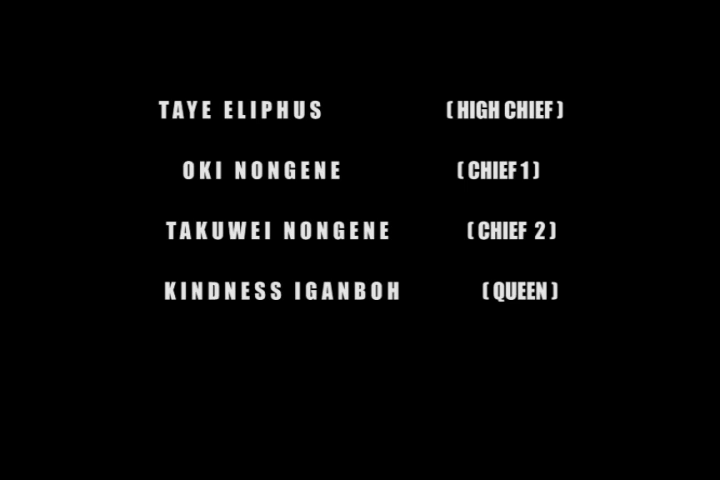 TAYE ELIPHUS (HIGH CHIEF)
OKI NONGENE (CHIEF 1)
TAKUWEI NONGENE (CHIEF 2)
KINDNESS IGANBOH (QUEEN)